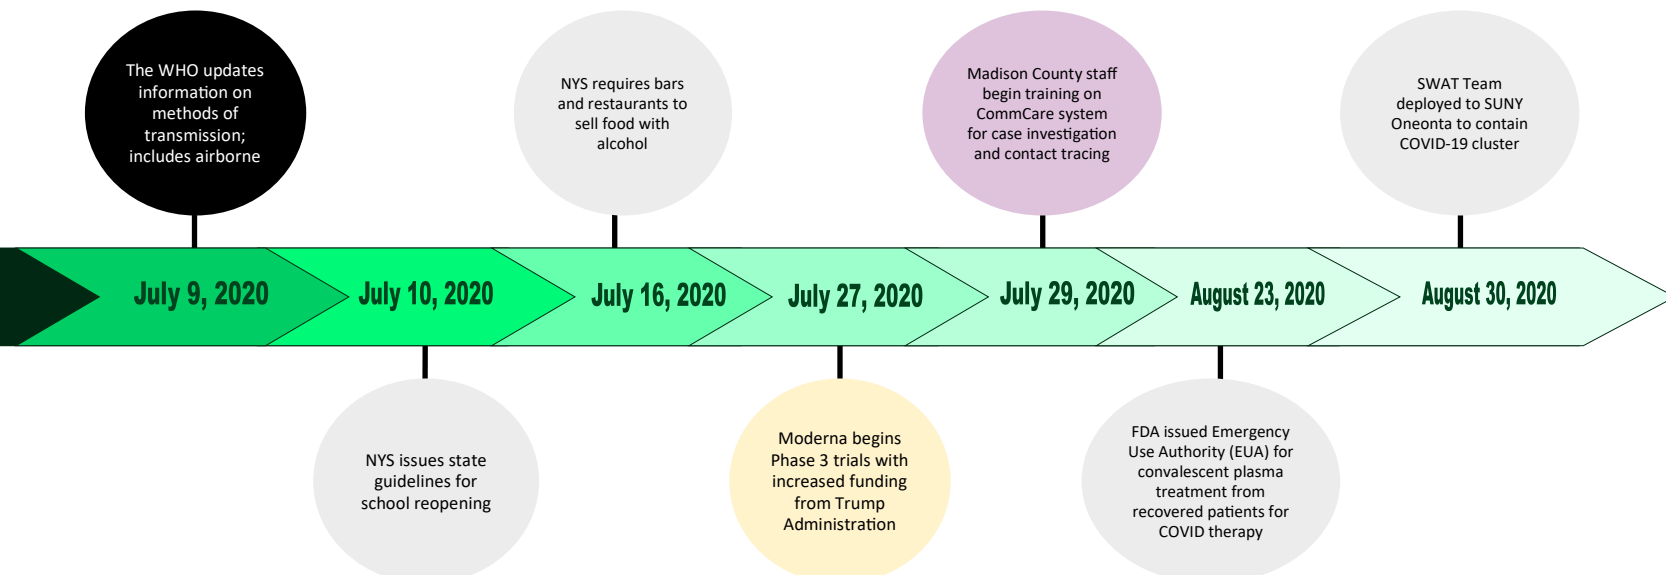 The WHO updates
information on
methods of
transmission;
includes airborne
NYS requires bars
and restaurants to
sell food with
alcohol
Madison County staff
begin training on
CommCare system
for case investigation
and contact tracing
SWAT Team
deployed to SUNY
Oneonta to contain
COVID-19 cluster
July 9, 2020
July 10, 2020
July 16, 2020
July 27, 2020
July 29, 2020
August 23, 2020
August 30, 2020
NYS issues state
guidelines for
school reopening
Moderna begins
Phase 3 trials with
increased funding
from Trump
Administration
FDA issued Emergency
Use Authority (EUA) for
convalescent plasma
treatment from
recovered patients for
COVID therapy